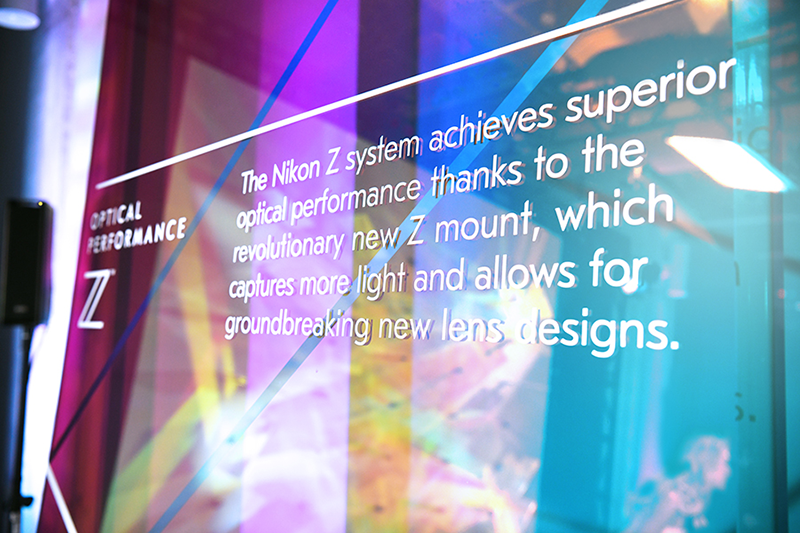 OPTICAL
PERFORMANCE
Z
The Nikon Z system achieves superior
optical performance thanks to the
revolutionary new Z mount, which
captures more light and allows for
groundbreaking new lens designs.